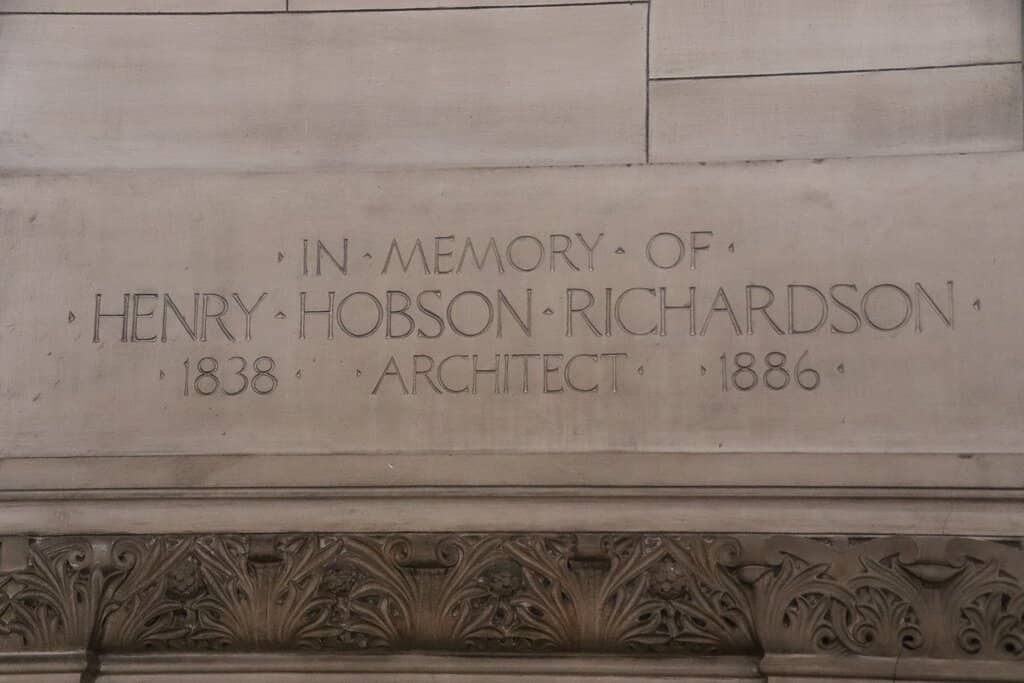 · IN · MEMORY · OF ·
· HENRY · HOBSON · RICHARDSON ·
· 1838 · · ARCHITECT · · 1886 ·